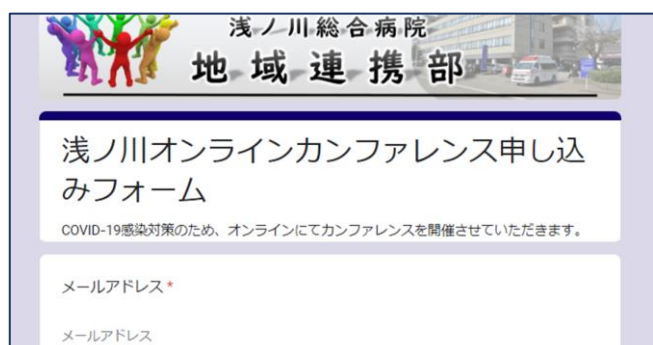 浅ノ川総合病院
地域連携部
浅ノ川オンラインカンファレンス申し込
みフォーム
COVID-19感染対策のため、オンラインにてカンファレンスを開催させていただきます。
メールアドレス *
メールアドレス